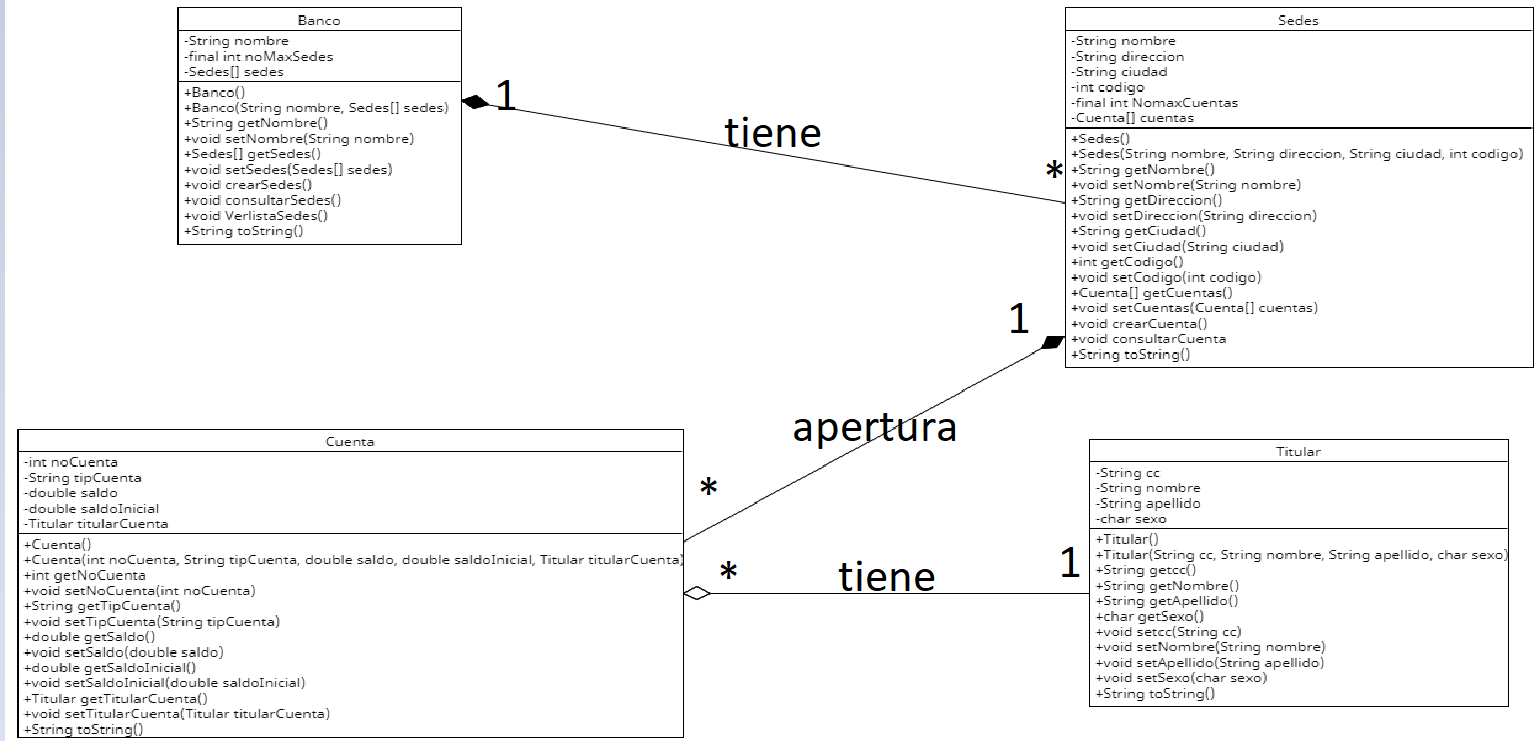 Banco
-String nombre
-final int noMaxSedes
-Sedes[] sedes
+Banco()
+Banco(String nombre, Sedes[] sedes)
+String getNombre()
+void setNombre(String nombre)
+Sedes[] getSedes()
+void setSedes(Sedes[] sedes)
+void crearSedes()
+void consultarSedes()
+void VerlistaSedes()
+String toString()
1
tiene
*
Sedes
-String nombre
-String direccion
-String ciudad
-int codigo
-final int NomaxCuentas
-Cuenta[] cuentas
+Sedes()
+Sedes(String nombre, String direccion, String ciudad, int codigo)
+String getNombre()
+void setNombre(String nombre)
+String getDireccion()
+void setDireccion(String direccion)
+String getCiudad()
+void setCiudad(String ciudad)
+int getCodigo()
+void setCodigo(int codigo)
+Cuenta[] getCuentas()
+void setCuentas(Cuenta[] cuentas)
+void crearCuenta()
+void consultarCuenta
+String toString()
1
apertura
*
Cuenta
-int noCuenta
-String tipCuenta
-double saldo
-double saldoInicial
-Titular titularCuenta
+Cuenta()
+Cuenta(int noCuenta, String tipCuenta, double saldo, double saldoInicial, Titular titularCuenta)
+int getNoCuenta
+void setNoCuenta(int noCuenta)
+String getTipCuenta()
+void setTipCuenta(String tipCuenta)
+double getSaldo()
+void setSaldo(double saldo)
+double getSaldoInicial()
+void setSaldoInicial(double saldoInicial)
+Titular getTitularCuenta()
+void setTitularCuenta(Titular titularCuenta)
+String toString()
*
tiene
1
Titular
-String cc
-String nombre
-String apellido
-char sexo
+Titular()
+Titular(String cc, String nombre, String apellido, char sexo)
+String getcc()
+String getNombre()
+String getApellido()
+char getSexo()
+void setcc(String cc)
+void setNombre(String nombre)
+void setApellido(String apellido)
+void setSexo(char sexo)
+String toString()